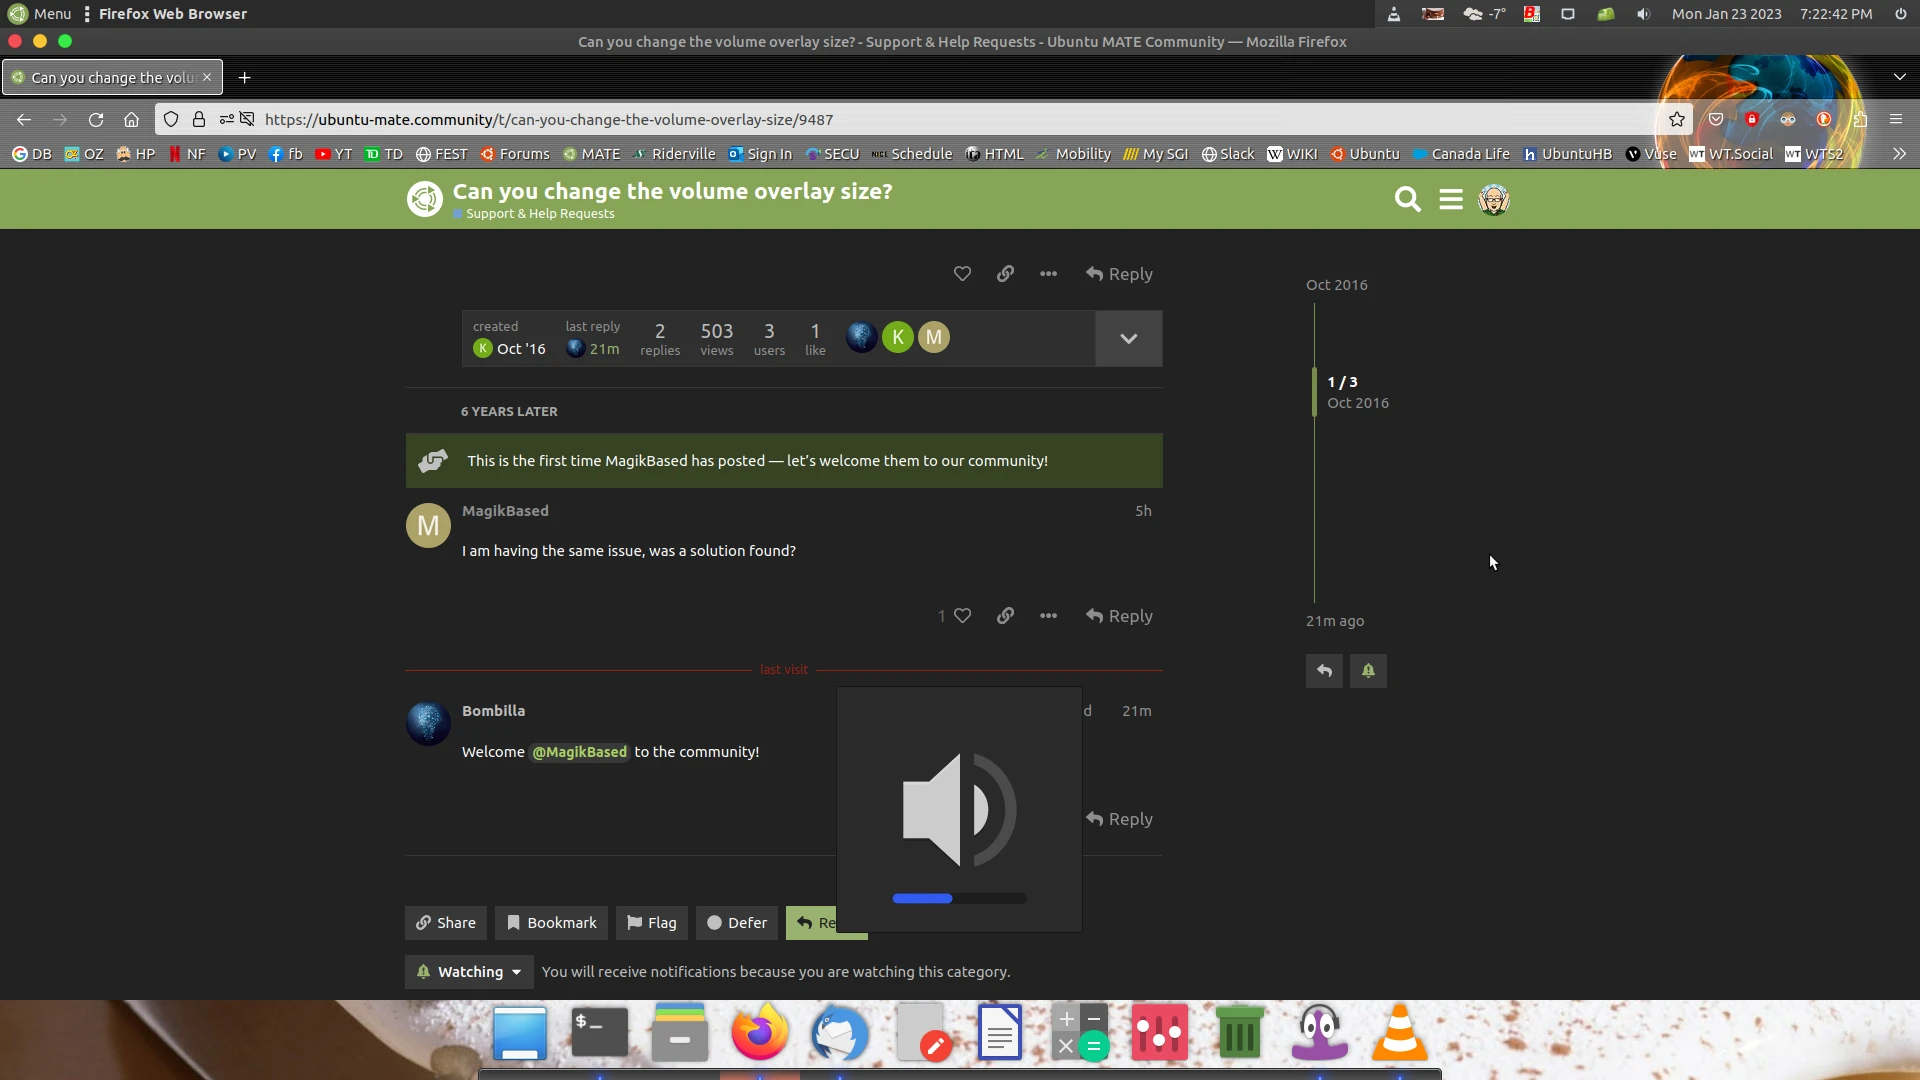 Menu Firefox Web Browser -7° Mon Jan 23 2023 7:22:42 PM
Can you change the volume overlay size? - Support & Help Requests - Ubuntu MATE Community — Mozilla Firefox
Can you change the volu
https://ubuntu-mate.community/t/can-you-change-the-volume-overlay-size/9487
DB OZ HP NF PV fb YT TD FEST Forums MATE Riderville Sign In SECU Schedule HTML Mobility My SGI Slack WIKI Ubuntu Canada Life UbuntuHB Vuse WT.Social WTS2
Can you change the volume overlay size?
Support & Help Requests
Reply
Oct 2016
created last reply 2 503 3 1
K Oct '16 21m replies views users like K M
1 / 3
Oct 2016
6 YEARS LATER
This is the first time MagikBased has posted — let's welcome them to our community!
M MagikBased 5h
I am having the same issue, was a solution found?
1 Reply
21m ago
last visit
Bombilla d 21m
Welcome @MagikBased to the community!
Reply
Share Bookmark Flag Defer Re
Watching You will receive notifications because you are watching this category.
$_